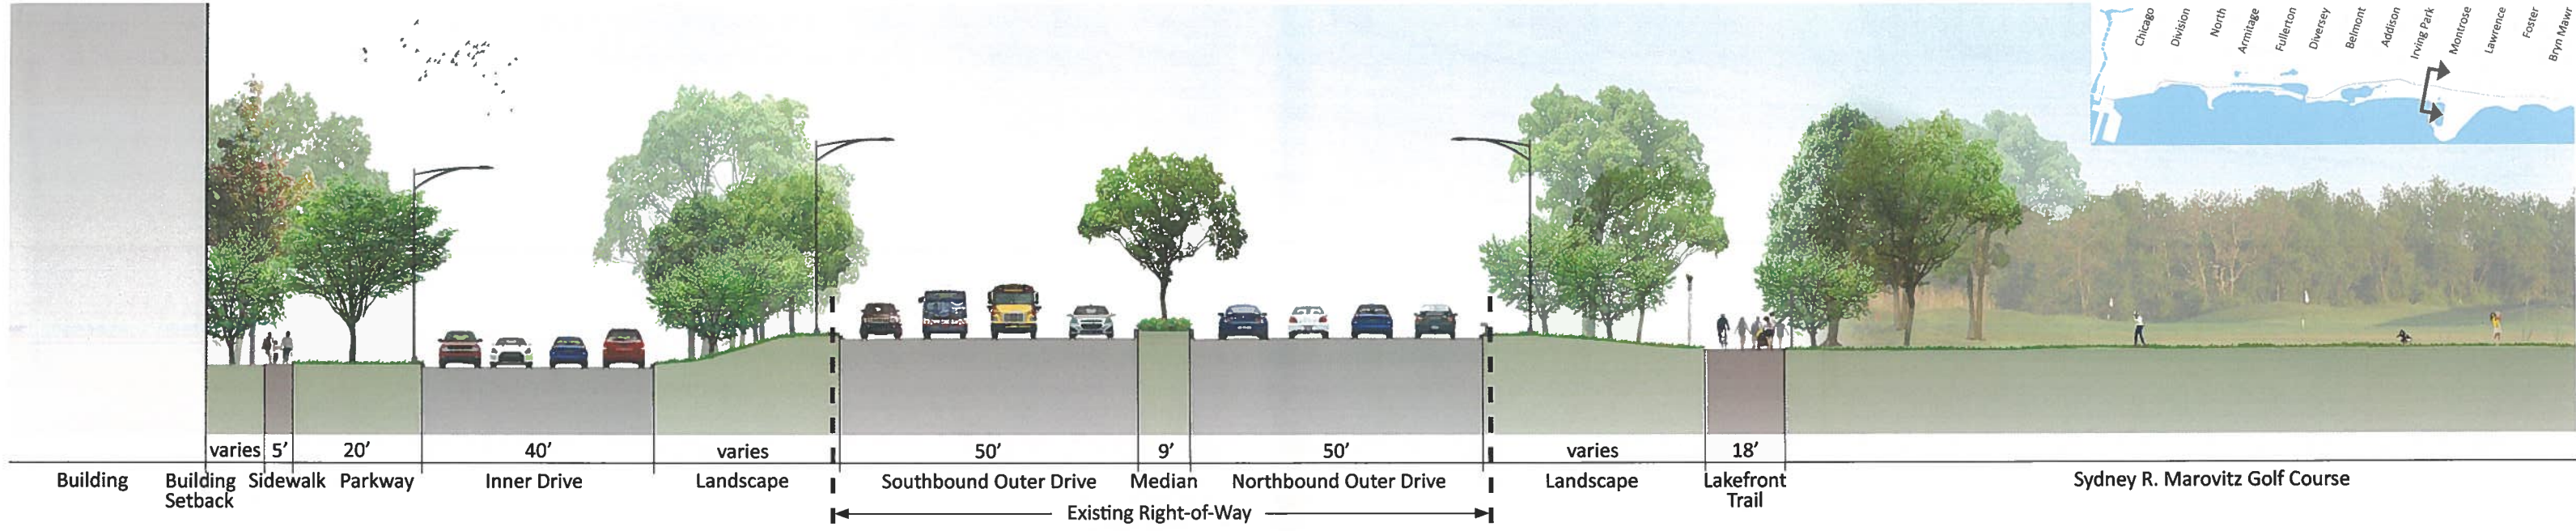 Chicago
Division
North
Armitage
Fullerton
Diversey
Belmont
Addison
Irving Park
Montrose
Lawrence
Foster
Bryn Mawr
varies 5' 20' 40' varies 50' 9' 50' varies 18'
Building
Building
Setback
Sidewalk
Parkway
Inner Drive
Landscape
Southbound Outer Drive
Median
Northbound Outer Drive
Landscape
Lakefront
Trail
Sydney R. Marovitz Golf Course
Existing Right-of-Way